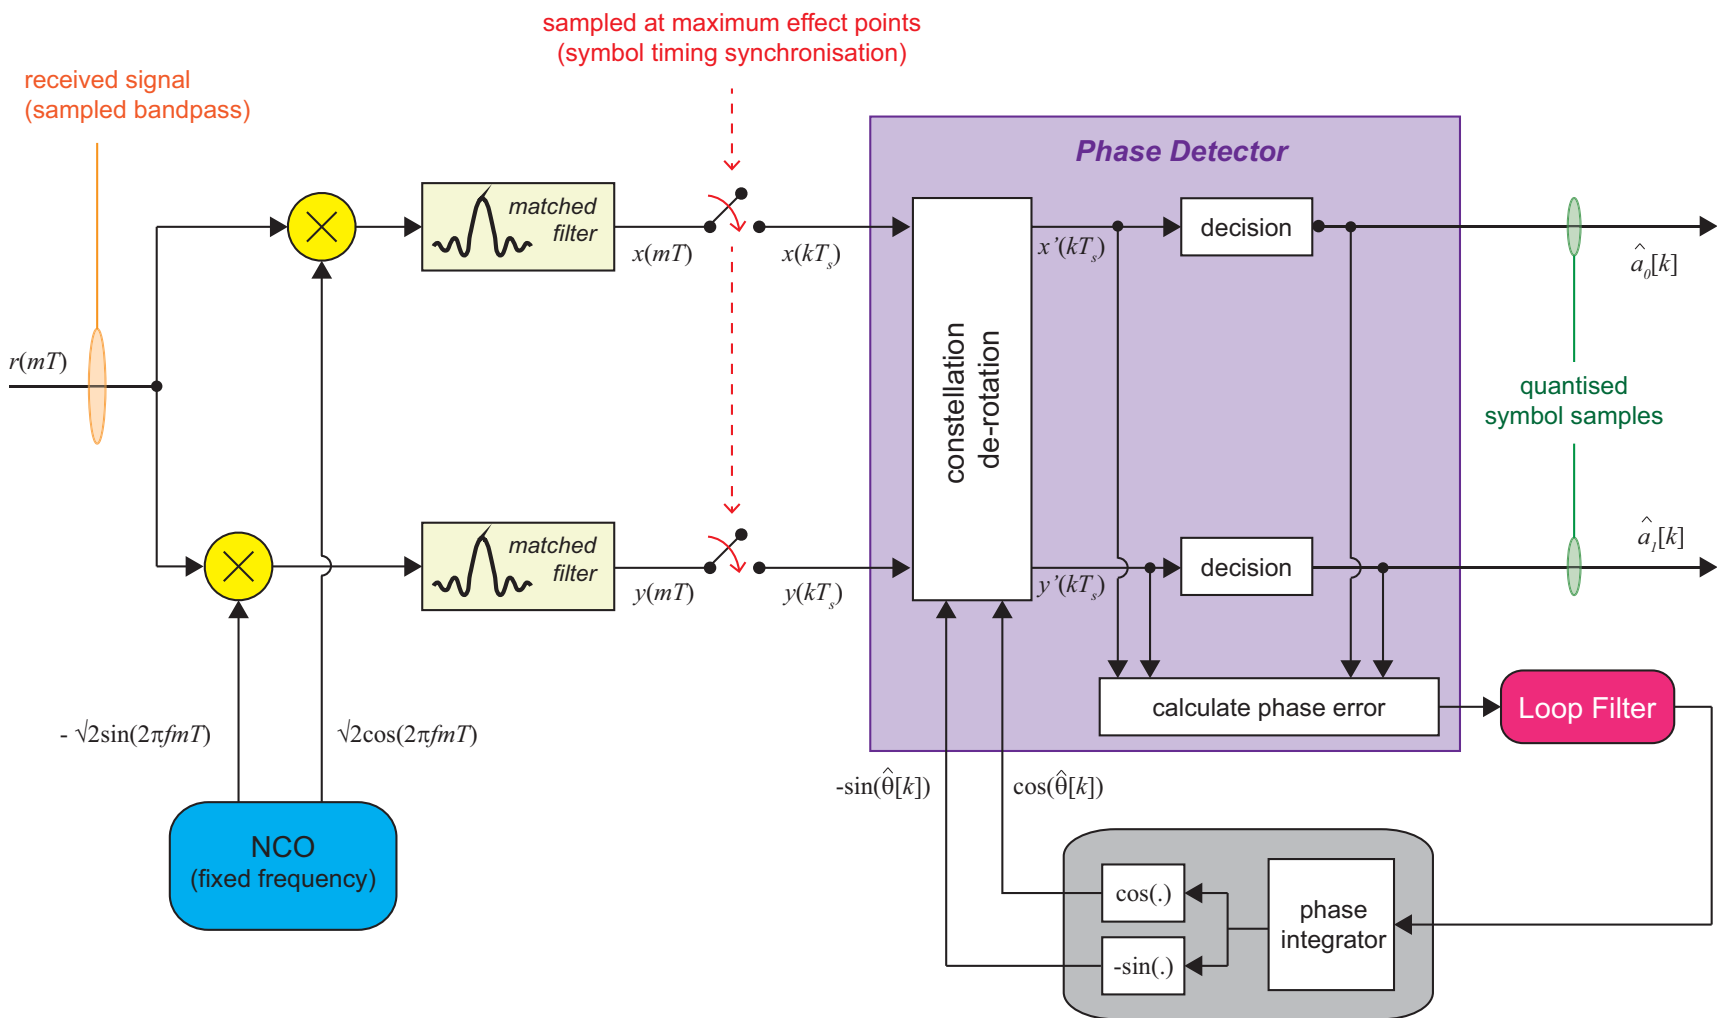 sampled at maximum effect points
(symbol timing synchronisation)
received signal
(sampled bandpass)
Phase Detector
matched
filter
x(mT)
x(kTₛ)
x’(kTₛ)
decision
â₀[k]
r(mT)
constellation
de-rotation
quantised
symbol samples
matched
filter
y(mT)
y(kTₛ)
y’(kTₛ)
decision
â₁[k]
calculate phase error
Loop Filter
- √2sin(2πfmT)
√2cos(2πfmT)
-sin(θ̂[k])
cos(θ̂[k])
NCO
(fixed frequency)
cos(.)
-sin(.)
phase
integrator